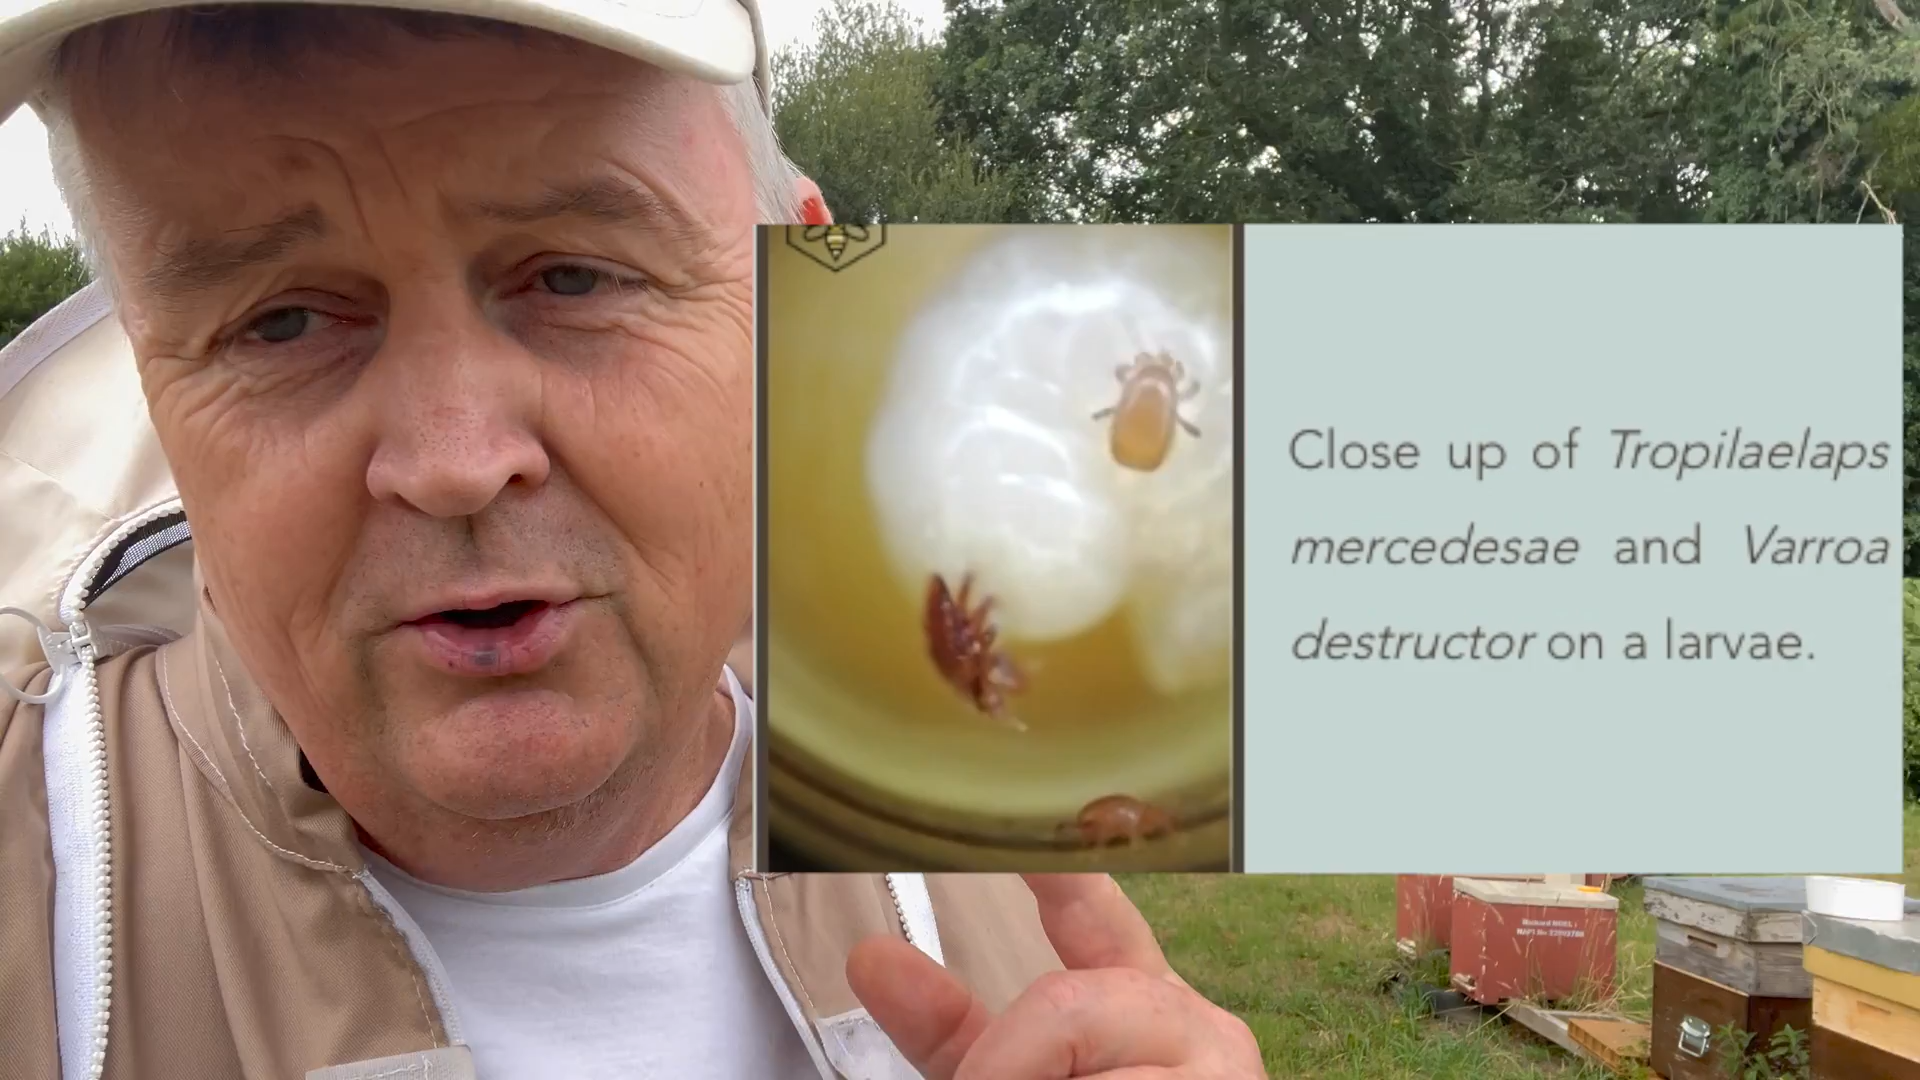 Close up of Tropilaelaps
mercedesae and Varroa
destructor on a larvae.